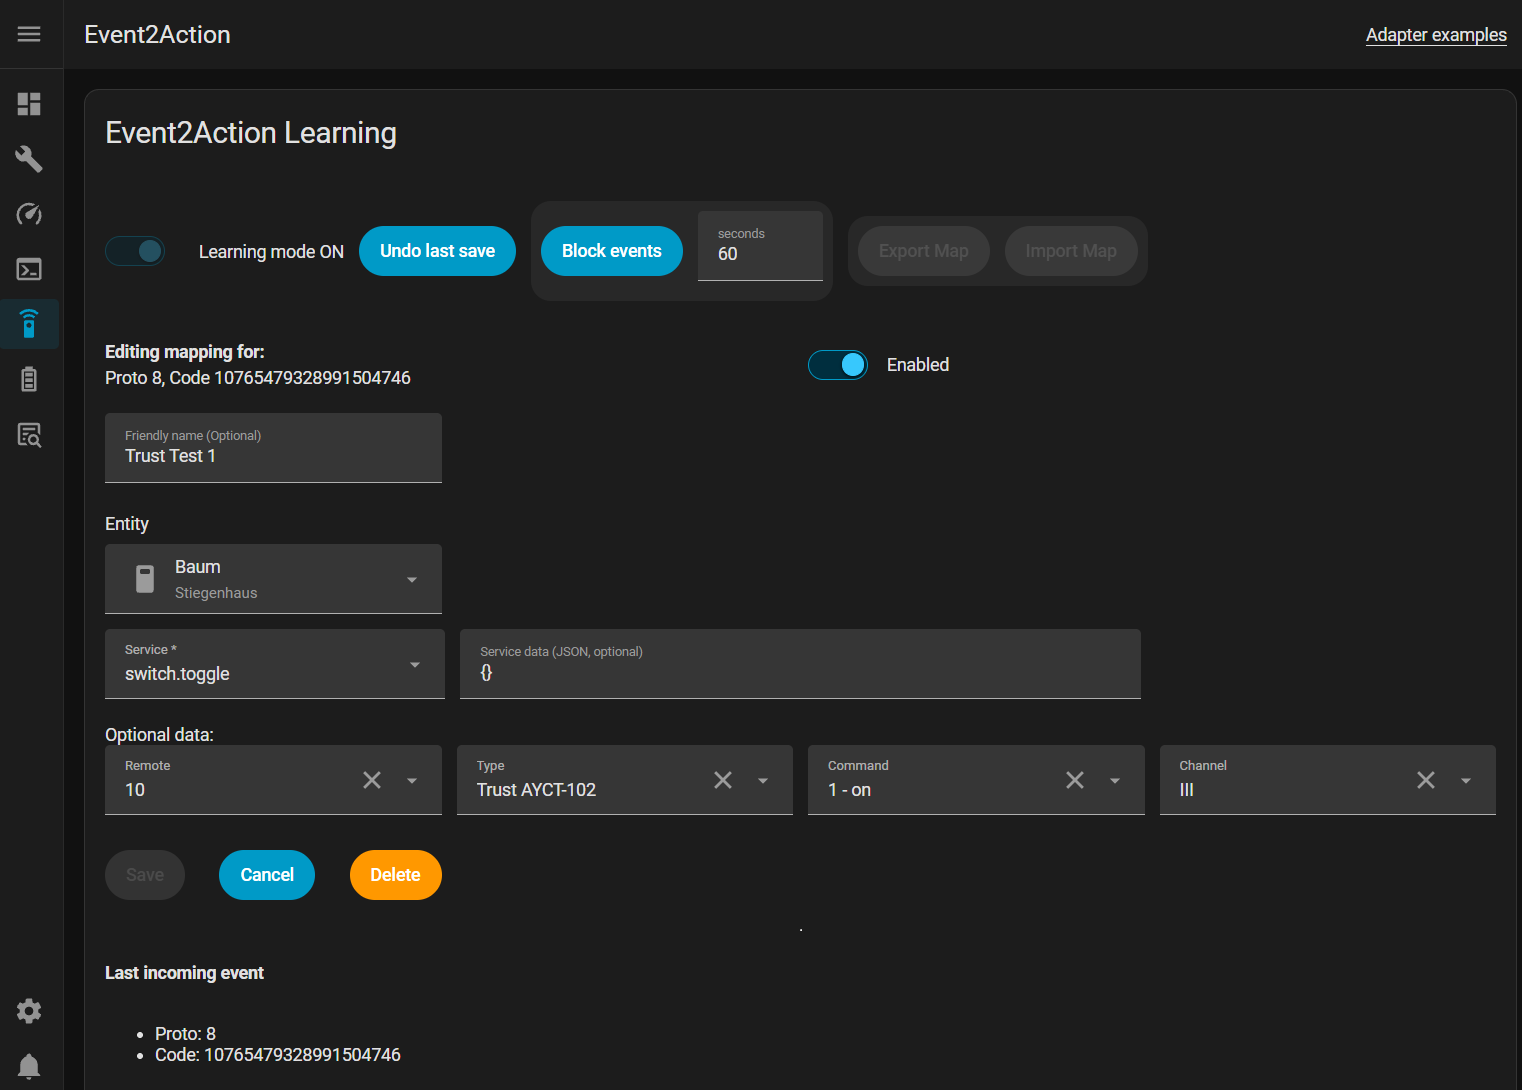 Event2Action
Adapter examples
Event2Action Learning
Learning mode ON
Undo last save
Block events
seconds
60
Export Map
Import Map
Editing mapping for:
Proto 8, Code 10765479328991504746
Enabled
Friendly name (Optional)
Trust Test 1
Entity
Baum
Stiegenhaus
Service *
switch.toggle
Service data (JSON, optional)
{}
Optional data:
Remote
10
Type
Trust AYCT-102
Command
1 - on
Channel
III
Save
Cancel
Delete
.
Last incoming event
• Proto: 8
• Code: 10765479328991504746